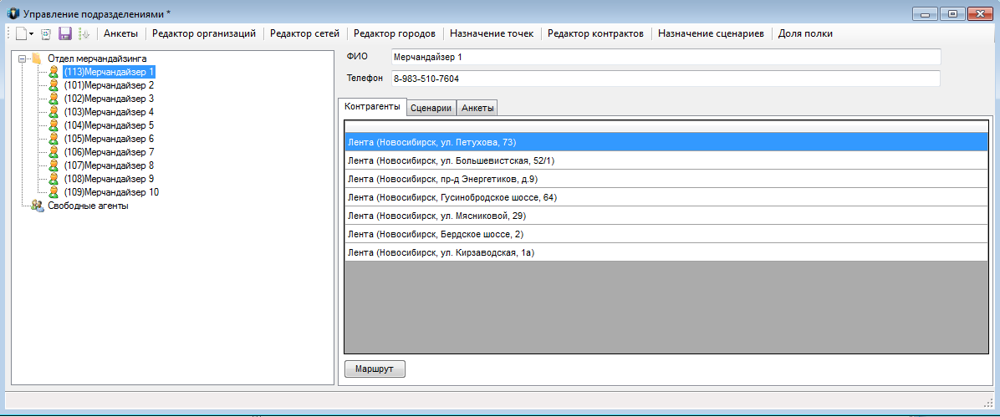 Управление подразделениями *
Анкеты Редактор организаций Редактор сетей Редактор городов Назначение точек Редактор контрактов Назначение сценариев Доля полки
Отдел мерчандайзинга
(113)Мерчандайзер 1
(101)Мерчандайзер 2
(102)Мерчандайзер 3
(103)Мерчандайзер 4
(104)Мерчандайзер 5
(105)Мерчандайзер 6
(106)Мерчандайзер 7
(107)Мерчандайзер 8
(108)Мерчандайзер 9
(109)Мерчандайзер 10
Свободные агенты
ФИО Мерчандайзер 1
Телефон 8-983-510-7604
Контрагенты Сценарии Анкеты
Лента (Новосибирск, ул. Петухова, 73)
Лента (Новосибирск, ул. Большевистская, 52/1)
Лента (Новосибирск, пр-д Энергетиков, д.9)
Лента (Новосибирск, Гусинобродское шоссе, 64)
Лента (Новосибирск, ул. Мясниковой, 29)
Лента (Новосибирск, Бердское шоссе, 2)
Лента (Новосибирск, ул. Кирзаводская, 1а)
Маршрут